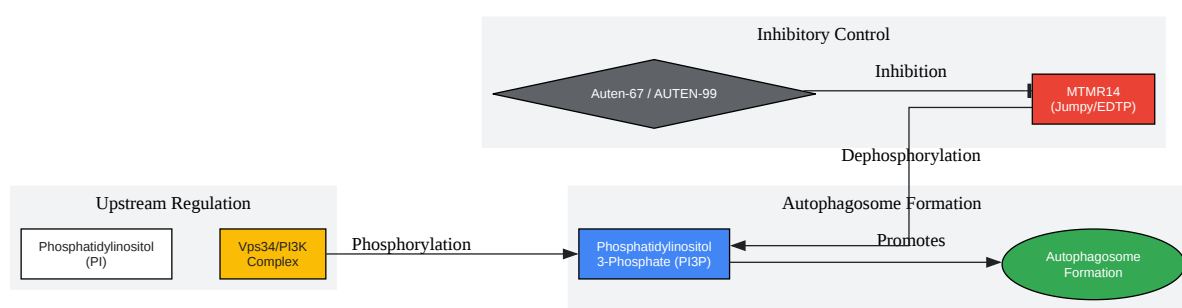 Inhibitory Control
Inhibition
Auten-67 / AUTEN-99
MTMR14
(Jumpy/EDTP)
Dephosphorylation
Upstream Regulation
Autophagosome Formation
Phosphatidylinositol
(PI)
Vps34/PI3K
Complex
Phosphorylation
Phosphatidylinositol
3-Phosphate (PI3P)
Promotes
Autophagosome
Formation